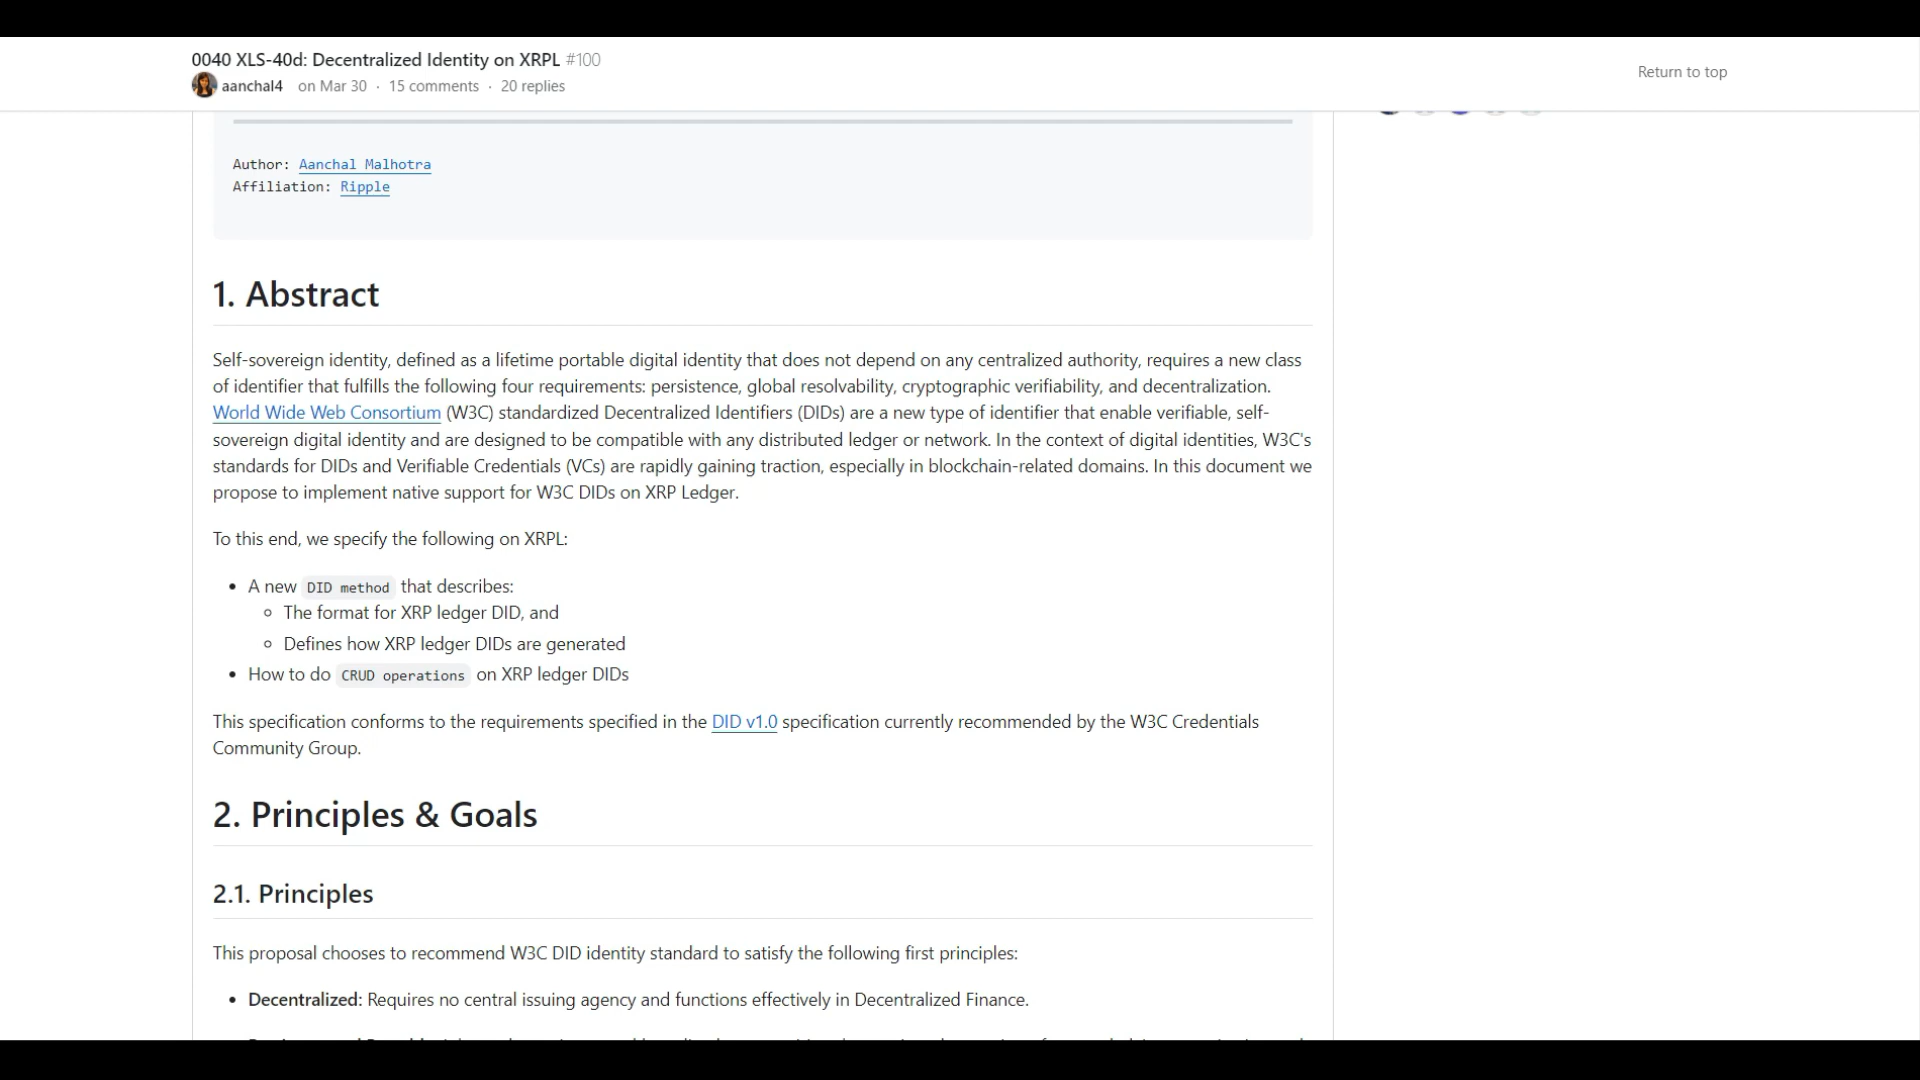 0040 XLS-40d: Decentralized Identity on XRPL #100
aanchal4 on Mar 30 · 15 comments · 20 replies
Return to top
Author: Aanchal Malhotra
Affiliation: Ripple
1. Abstract
Self-sovereign identity, defined as a lifetime portable digital identity that does not depend on any centralized authority, requires a new class
of identifier that fulfills the following four requirements: persistence, global resolvability, cryptographic verifiability, and decentralization.
World Wide Web Consortium (W3C) standardized Decentralized Identifiers (DIDs) are a new type of identifier that enable verifiable, self-
sovereign digital identity and are designed to be compatible with any distributed ledger or network. In the context of digital identities, W3C's
standards for DIDs and Verifiable Credentials (VCs) are rapidly gaining traction, especially in blockchain-related domains. In this document we
propose to implement native support for W3C DIDs on XRP Ledger.
To this end, we specify the following on XRPL:
• A new DID method that describes:
○ The format for XRP ledger DID, and
○ Defines how XRP ledger DIDs are generated
• How to do CRUD operations on XRP ledger DIDs
This specification conforms to the requirements specified in the DID v1.0 specification currently recommended by the W3C Credentials
Community Group.
2. Principles & Goals
2.1. Principles
This proposal chooses to recommend W3C DID identity standard to satisfy the following first principles:
• Decentralized: Requires no central issuing agency and functions effectively in Decentralized Finance.